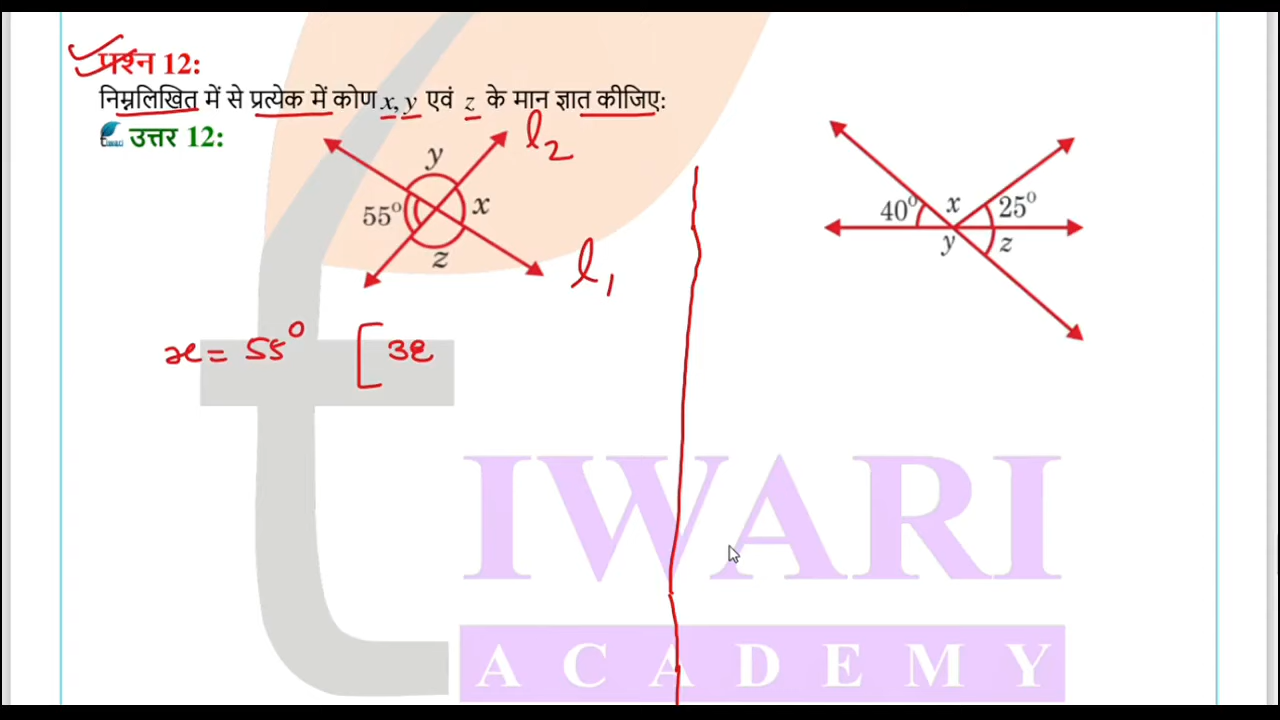 प्रश्न 12:
निम्नलिखित में से प्रत्येक में कोण x, y एवं z के मान ज्ञात कीजिए:
उत्तर 12:
l2
y
55° x
z
l1
40° x 25°
y z
x = 55°
IWARI
ACADEMY